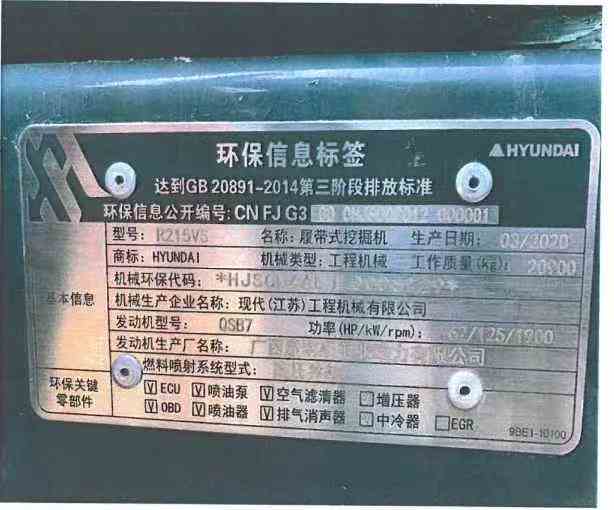 环保信息标签
HYUNDAI
达到GB 20891-2014第三阶段排放标准
环保信息公开编号: CN FJ G3 000001
型号: R215VS 名称: 履带式挖掘机 生产日期: 03/2020
商标: HYUNDAI 机械类型: 工程机械 工作质量(kg): 20900
机械环保代码:
基本信息
机械生产企业名称: 现代(江苏)工程机械有限公司
发动机型号: QSB7 功率(HP/kW/rpm): /125/1900
发动机生产厂名称: 有限公司
燃料喷射系统型式:
环保关键零部件
☑ ECU ☑ 喷油泵 ☑ 空气滤清器 ☐ 增压器
☑ OBD ☑ 喷油器 ☑ 排气消声器 ☐ 中冷器 ☐ EGR